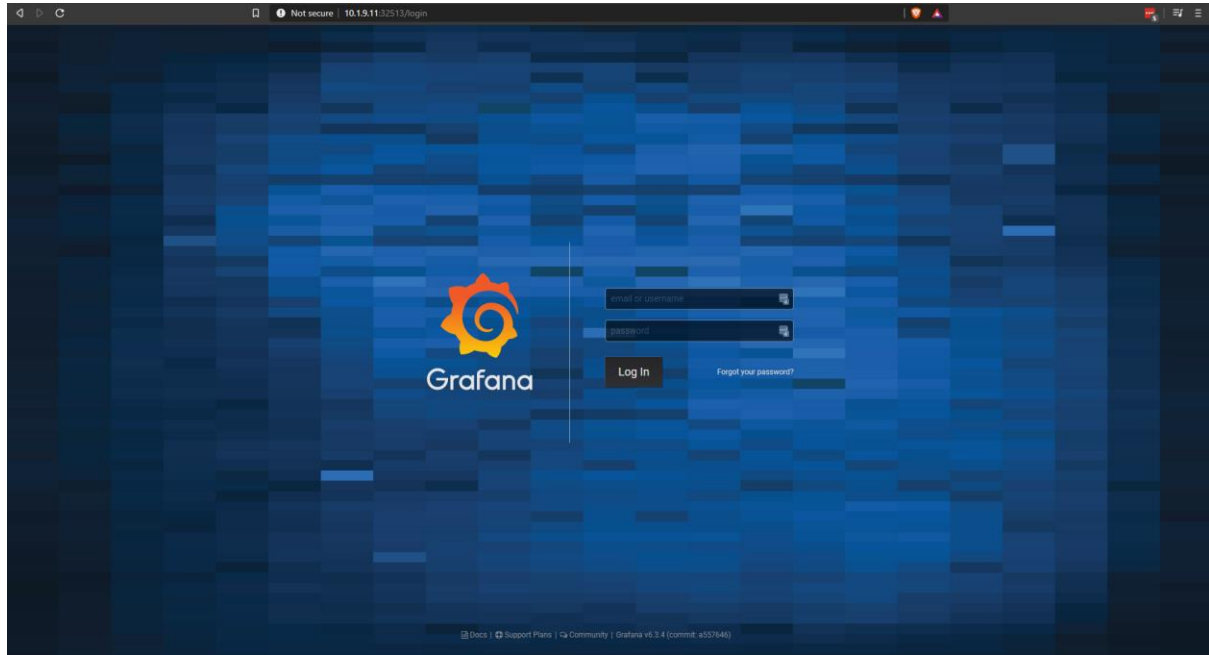 Not secure | 10.1.9.11:32513/login
Grafana
email or username
password
Log In
Forgot your password?
Docs | Support Plans | Community | Grafana v6.3.4 (commit: a557646)